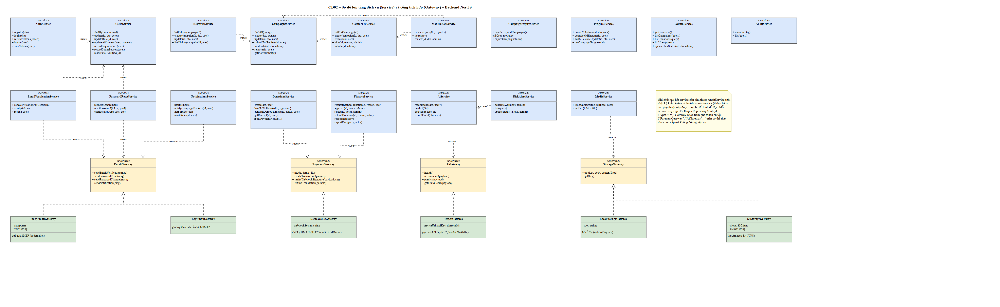 CD02 – Sơ đồ lớp tầng dịch vụ (Service) và cổng tích hợp (Gateway) – Backend NestJS
«use»
«service»
AuthService
+ register(dto)
+ login(dto)
+ refreshTokens(token)
+ logout(user)
- issueTokens(user)
«use»
«service»
UsersService
+ findByEmail(email)
+ update(id, dto, actor)
+ updateRole(id, role)
+ updateAiConsent(user, consent)
+ recordLoginFailure(user)
+ recordLoginSuccess(user)
+ markEmailVerified(id)
«service»
RewardsService
+ listPublic(campaignId)
+ create(campaignId, dto, user)
+ update(id, dto, user)
+ listClaims(campaignId, user)
«use»
«service»
CampaignsService
+ findAll(query)
+ create(dto, owner)
+ update(id, dto, user)
+ submitForReview(id, user)
+ moderate(id, dto, admin)
+ remove(id, user)
+ getPlatformStats()
«use»
«service»
CommentsService
+ listForCampaign(id)
+ create(campaignId, dto, user)
+ remove(id, user)
+ hide(id, reason, admin)
+ unhide(id, admin)
«use»
«service»
ModerationService
+ createReport(dto, reporter)
+ list(query)
+ review(id, dto, admin)
«service»
CampaignExpiryService
+ handleExpiredCampaigns()
«@Cron mỗi giờ»
+ expireCampaigns(now)
«service»
ProgressService
+ createMilestone(id, dto, user)
+ completeMilestone(id, user)
+ addMilestoneUpdate(id, dto, user)
+ getCampaignProgress(id)
«service»
AdminService
+ getOverview()
+ listCampaigns(query)
+ listDonations(query)
+ listUsers(query)
+ updateUserStatus(id, dto, admin)
«service»
AuditService
+ record(entry)
+ list(query)
«use»
«use»
«service»
EmailVerificationService
+ sendVerificationForUserId(id)
+ verify(token)
+ resend(user)
«service»
PasswordResetService
+ requestReset(email)
+ resetPassword(token, pwd)
+ changePassword(user, dto)
«service»
NotificationsService
+ notify(inputs)
+ notifyCampaignBackers(id, msg)
+ listForUser(user)
+ markRead(id, user)
«service»
DonationsService
+ create(dto, user)
+ handleWebhook(dto, signature)
+ confirmDemoPayment(id, status, user)
+ getReceipt(id, user)
- applyPaymentResult(...)
«service»
FinanceService
+ requestRefund(donationId, reason, user)
+ approve(id, notes, admin)
+ reject(id, notes, admin)
+ refundDonation(id, reason, actor)
+ reconcile(query)
+ exportCsv(query, actor)
«service»
AiService
+ recommend(dto, user?)
+ predict(dto)
+ getFraudScore(dto)
+ recordEvent(dto, user)
«use»
«service»
RiskAlertService
+ generateWarnings(admin)
+ list(query)
+ updateStatus(id, dto, admin)
«service»
MediaService
+ uploadImage(file, purpose, user)
+ getFile(folder, file)
Ghi chú: hầu hết service còn phụ thuộc AuditService (ghi
nhật ký kiểm toán) và NotificationsService (thông báo);
các phụ thuộc này được lược bỏ để hình dễ đọc. Mỗi
service truy cập CSDL qua Repository<Entity>
(TypeORM). Gateway được tiêm qua token chuỗi
("PaymentGateway", "AiGateway"…) nên có thể thay
nhà cung cấp mà không đổi nghiệp vụ.
«use»
«use»
«use»
«use»
«use»
«use»
«use»
«interface»
EmailGateway
+ sendEmailVerification(msg)
+ sendPasswordReset(msg)
+ sendPasswordChanged(msg)
+ sendNotification(msg)
«interface»
PaymentGateway
+ mode: demo | live
+ createTransaction(params)
+ verifyWebhookSignature(payload, sig)
+ refundTransaction(params)
«interface»
AiGateway
+ health()
+ recommend(payload)
+ predict(payload)
+ getFraudScore(payload)
«interface»
StorageGateway
+ put(key, body, contentType)
+ get(key)
SmtpEmailGateway
- transporter
- from: string
gửi qua SMTP (nodemailer)
LogEmailGateway
ghi log khi chưa cấu hình SMTP
DemoWalletGateway
- webhookSecret: string
chữ ký HMAC-SHA256, mã DEMO-xxxx
HttpAiGateway
- serviceUrl, apiKey, timeoutMs
gọi FastAPI /api/v1/*, header X-AI-Key
LocalStorageGateway
- root: string
lưu ổ đĩa (môi trường dev)
S3StorageGateway
- client: S3Client
- bucket: string
lưu Amazon S3 (AWS)